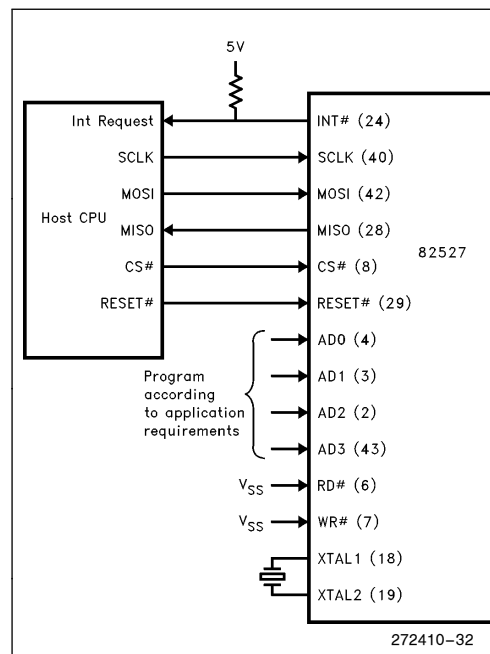 5V
Int Request
INT# (24)
SCLK
SCLK (40)
MOSI
MOSI (42)
Host CPU
MISO
MISO (28)
82527
CS#
CS# (8)
RESET#
RESET# (29)
AD0 (4)
Program
according
to application
requirements
AD1 (3)
AD2 (2)
AD3 (43)
VSS
RD# (6)
VSS
WR# (7)
XTAL1 (18)
XTAL2 (19)
272410-32